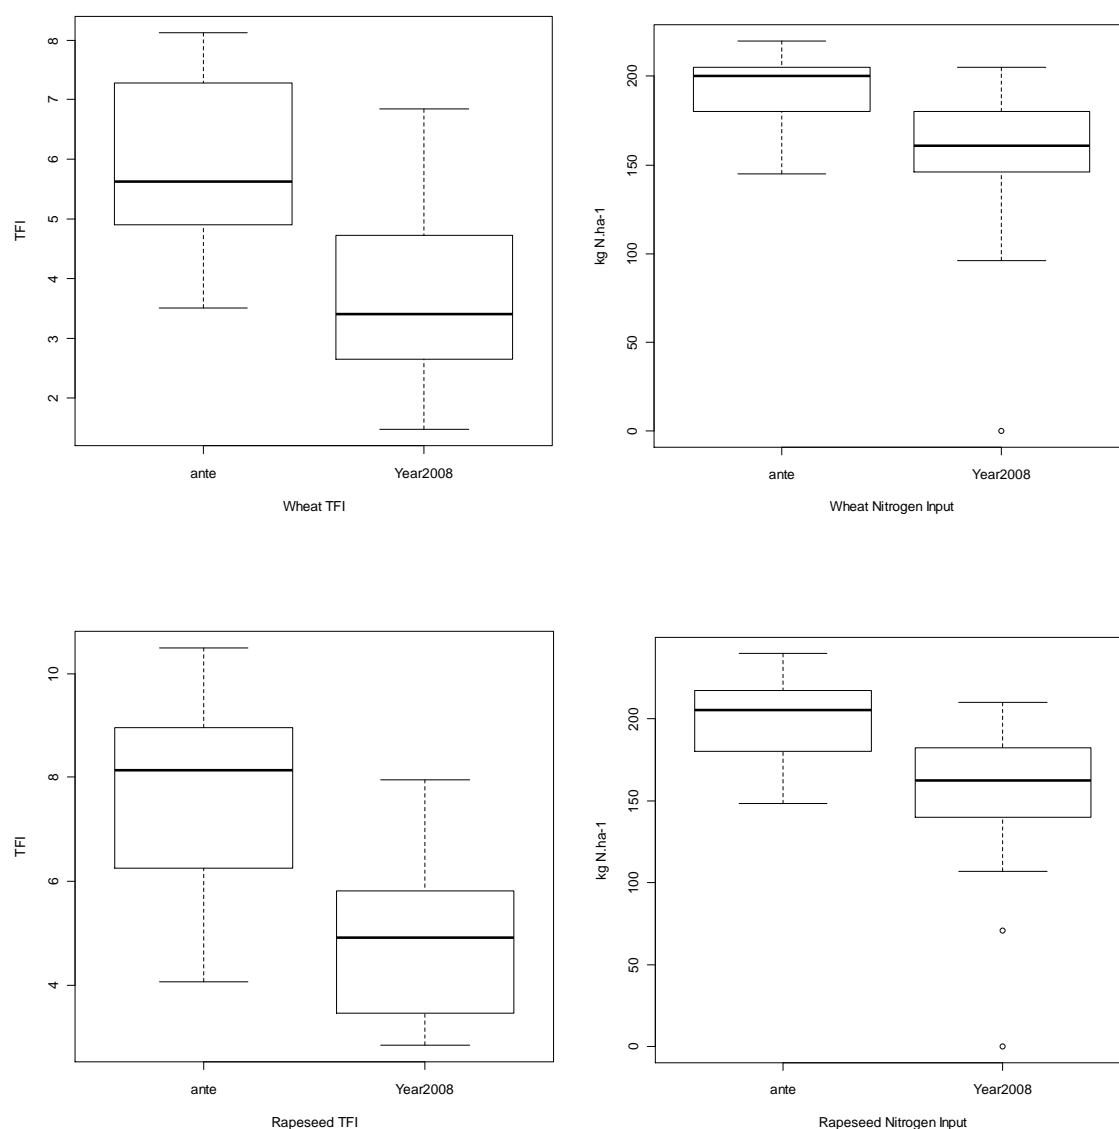 TFI
8
7
6
5
4
3
2
ante
Year2008
Wheat TFI
kg N.ha-1
200
150
100
50
0
ante
Year2008
Wheat Nitrogen Input
TFI
10
8
6
4
ante
Year2008
Rapeseed TFI
kg N.ha-1
200
150
100
50
0
ante
Year2008
Rapeseed Nitrogen Input